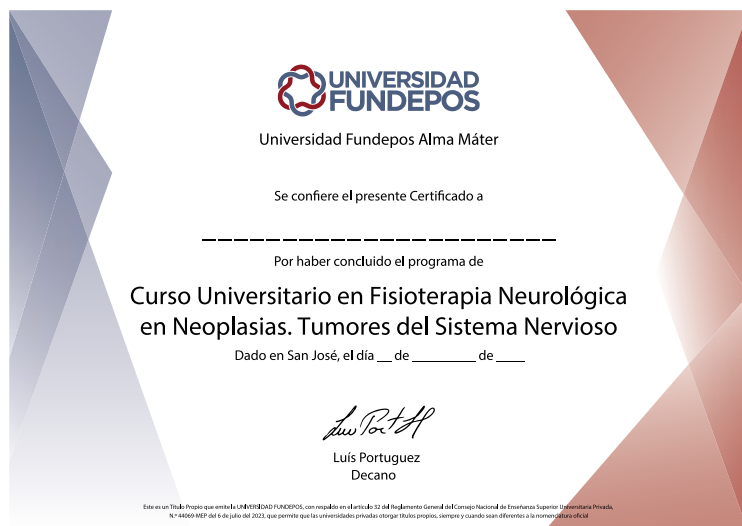 UNIVERSIDAD
FUNDEPOS
Universidad Fundepos Alma Máter
Se confiere el presente Certificado a
_ _ _ _ _ _ _ _ _ _ _ _ _ _ _ _ _ _ _ _ _ _
Por haber concluido el programa de
Curso Universitario en Fisioterapia Neurológica
en Neoplasias. Tumores del Sistema Nervioso
Dado en San José, el día __ de ________ de ____
Luís Portuguez
Decano
Este es un Título Propio que emite la UNIVERSIDAD FUNDEPOS, con respaldo en el artículo 32 del Reglamento General del Consejo Nacional de Enseñanza Superior Universitaria Privada,
N.º 44069-MEP del 6 de julio del 2023, que permite que las universidades privadas otorgar títulos propios, siempre y cuando sean diferentes a la nomenclatura oficial